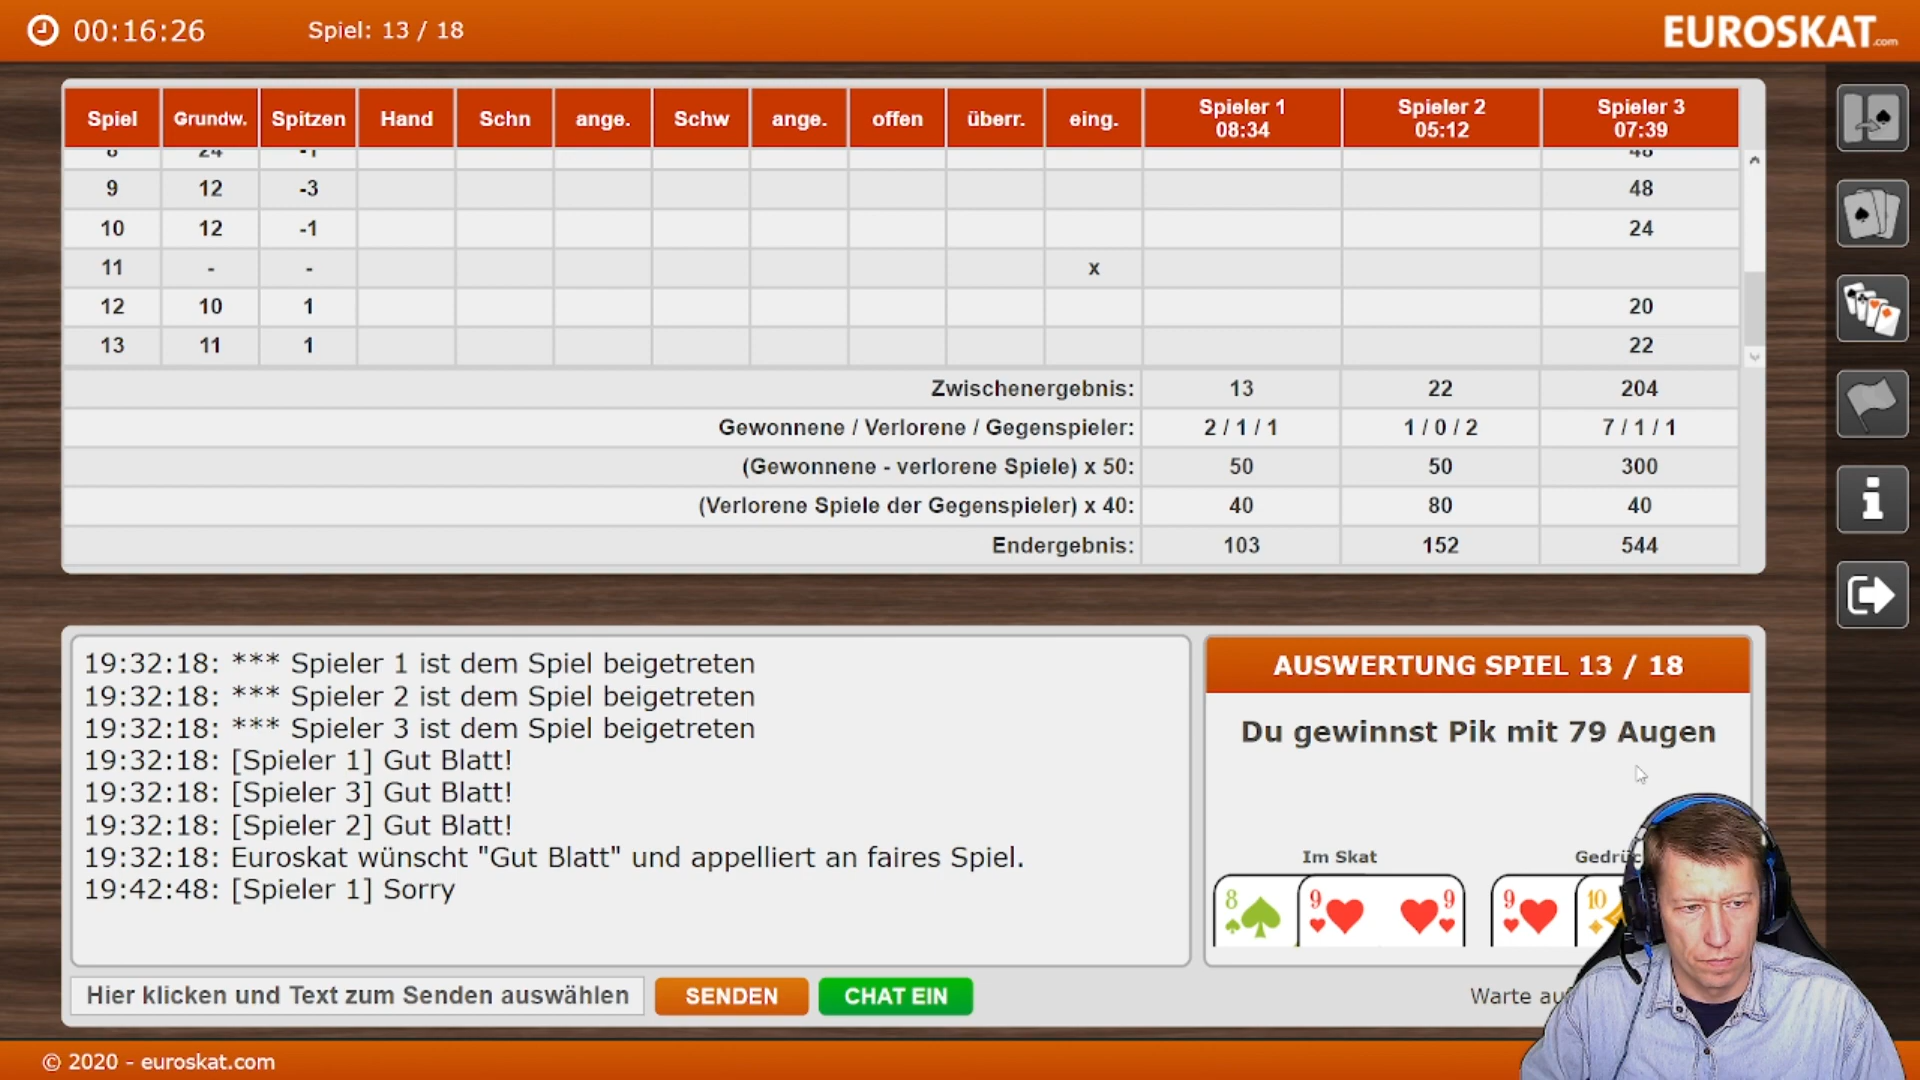 00:16:26
Spiel: 13 / 18
EUROSKAT.com
Spiel Grundw. Spitzen Hand Schn ange. Schw ange. offen überr. eing. Spieler 1 08:34 Spieler 2 05:12 Spieler 3 07:39
8 24 -1 48
9 12 -3 48
10 12 -1 24
11 - - x
12 10 1 20
13 11 1 22
Zwischenergebnis: 13 22 204
Gewonnene / Verlorene / Gegenspieler: 2 / 1 / 1 1 / 0 / 2 7 / 1 / 1
(Gewonnene - verlorene Spiele) x 50: 50 50 300
(Verlorene Spiele der Gegenspieler) x 40: 40 80 40
Endergebnis: 103 152 544
19:32:18: *** Spieler 1 ist dem Spiel beigetreten
19:32:18: *** Spieler 2 ist dem Spiel beigetreten
19:32:18: *** Spieler 3 ist dem Spiel beigetreten
19:32:18: [Spieler 1] Gut Blatt!
19:32:18: [Spieler 3] Gut Blatt!
19:32:18: [Spieler 2] Gut Blatt!
19:32:18: Euroskat wünscht "Gut Blatt" und appelliert an faires Spiel.
19:42:48: [Spieler 1] Sorry
Hier klicken und Text zum Senden auswählen
SENDEN
CHAT EIN
AUSWERTUNG SPIEL 13 / 18
Du gewinnst Pik mit 79 Augen
Im Skat
8 9 9
9 10
Warte
© 2020 - euroskat.com